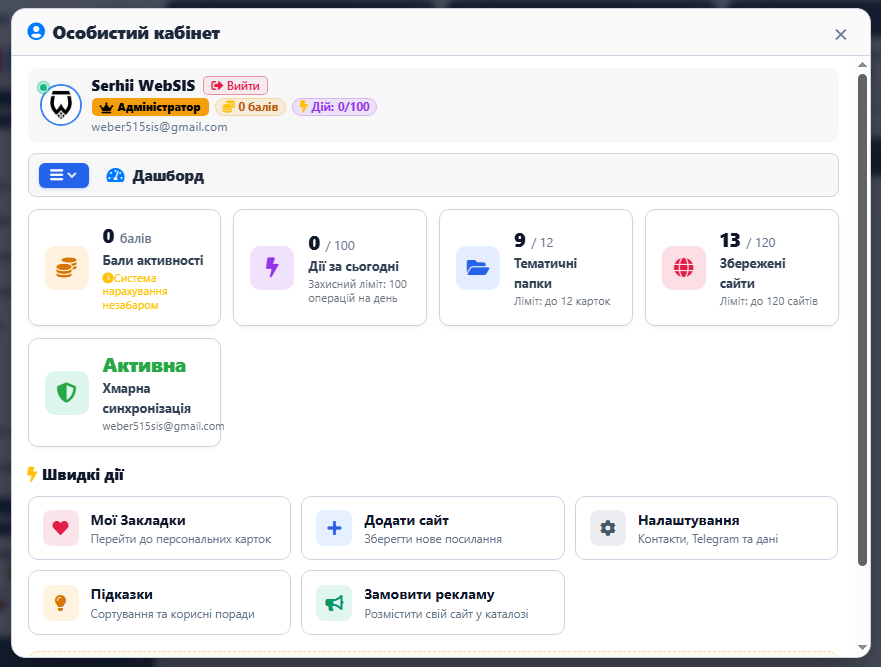 Особистий кабінет
Serhii WebSIS
Вийти
Адміністратор
0 балів
Дій: 0/100
weber515sis@gmail.com
Дашборд
0 балів
Бали активності
Система
нарахування
незабаром
0 / 100
Дії за сьогодні
Захисний ліміт: 100
операцій на день
9 / 12
Тематичні
папки
Ліміт: до 12 карток
13 / 120
Збережені
сайти
Ліміт: до 120 сайтів
Активна
Хмарна
синхронізація
weber515sis@gmail.com
Швидкі дії
Мої Закладки
Перейти до персональних карток
Додати сайт
Зберегти нове посилання
Налаштування
Контакти, Telegram та дані
Підказки
Сортування та корисні поради
Замовити рекламу
Розмістити свій сайт у каталозі